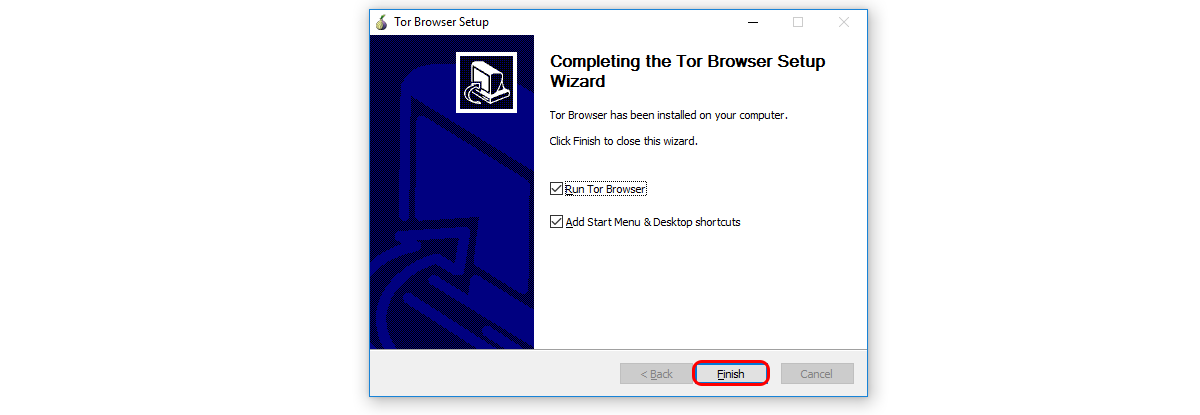 Tor Browser Setup
Completing the Tor Browser Setup
Wizard
Tor Browser has been installed on your computer.
Click Finish to close this wizard.
Run Tor Browser
Add Start Menu & Desktop shortcuts
< Back Finish Cancel